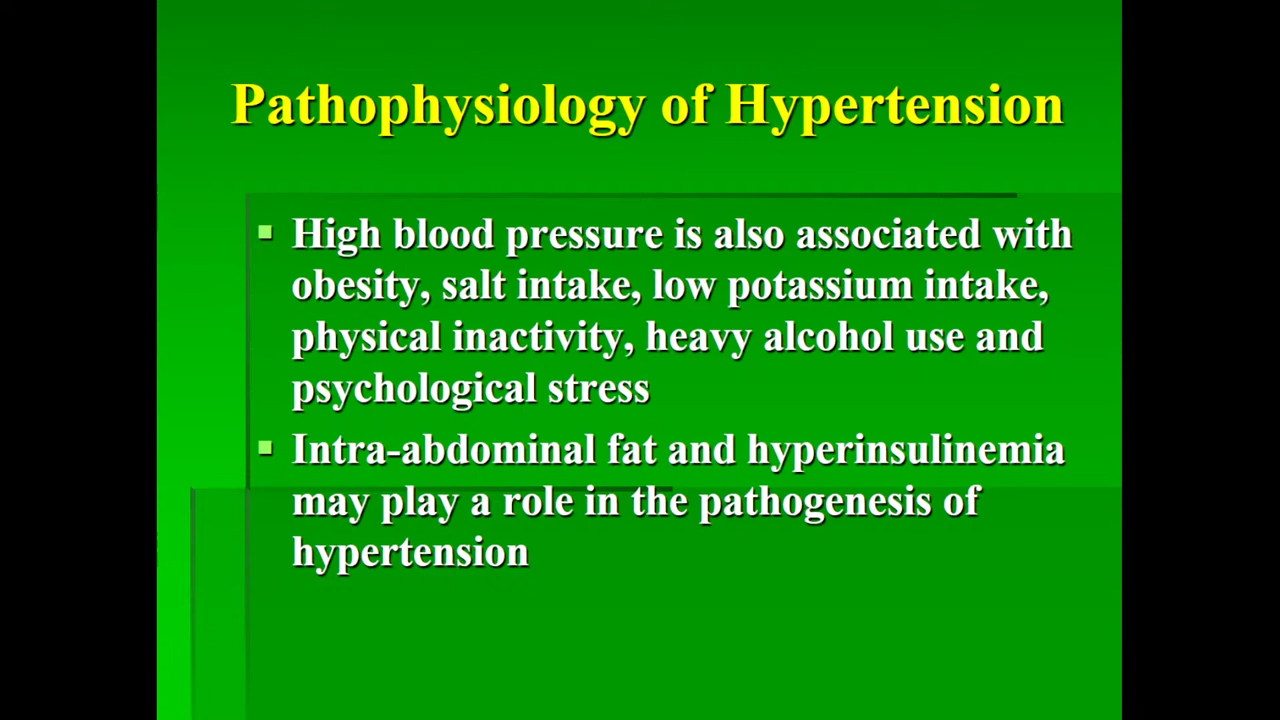 Pathophysiology of Hypertension
High blood pressure is also associated with
obesity, salt intake, low potassium intake,
physical inactivity, heavy alcohol use and
psychological stress
Intra-abdominal fat and hyperinsulinemia
may play a role in the pathogenesis of
hypertension